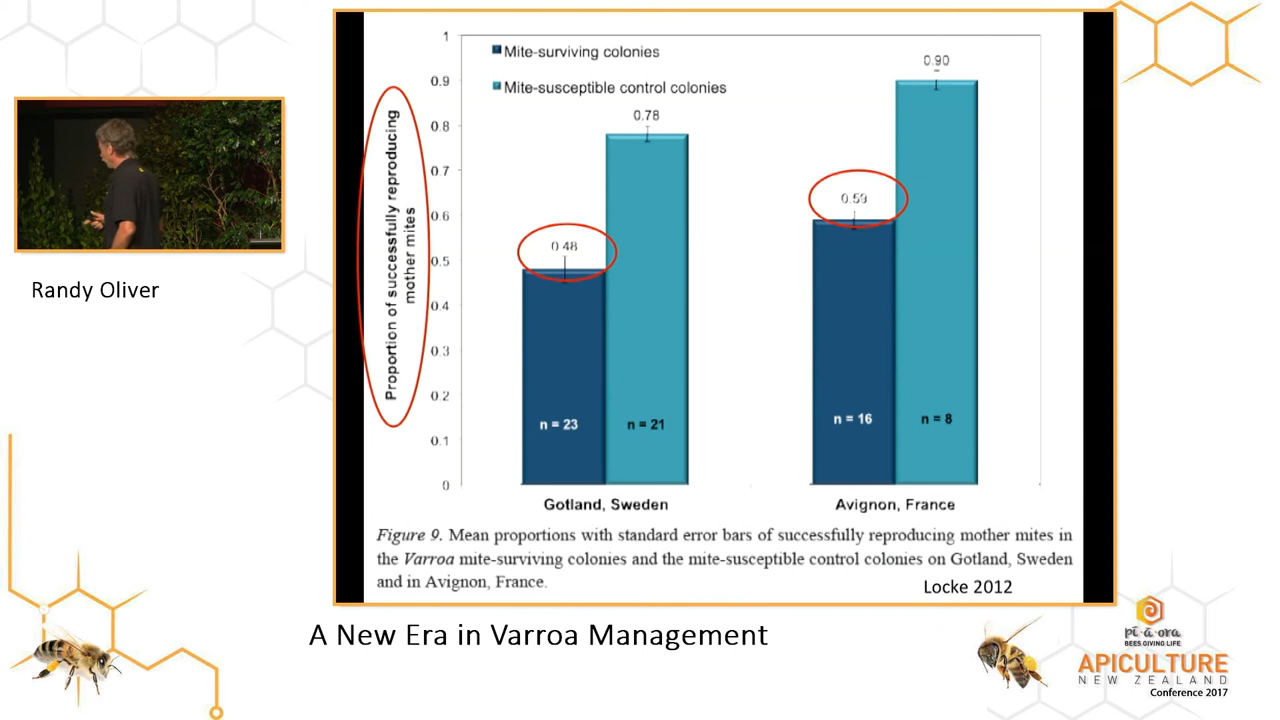 1
0.9
0.8
0.7
0.6
0.5
0.4
0.3
0.2
0.1
0
Proportion of successfully reproducing
mother mites
Mite-surviving colonies
Mite-susceptible control colonies
0.48
0.78
0.59
0.90
n = 23
n = 21
n = 16
n = 8
Gotland, Sweden
Avignon, France
Figure 9. Mean proportions with standard error bars of successfully reproducing mother mites in
the Varroa mite-surviving colonies and the mite-susceptible control colonies on Gotland, Sweden
and in Avignon, France.
Locke 2012
Randy Oliver
A New Era in Varroa Management
pī-ā-ora
BEES GIVING LIFE
APICULTURE
NEW ZEALAND
Conference 2017